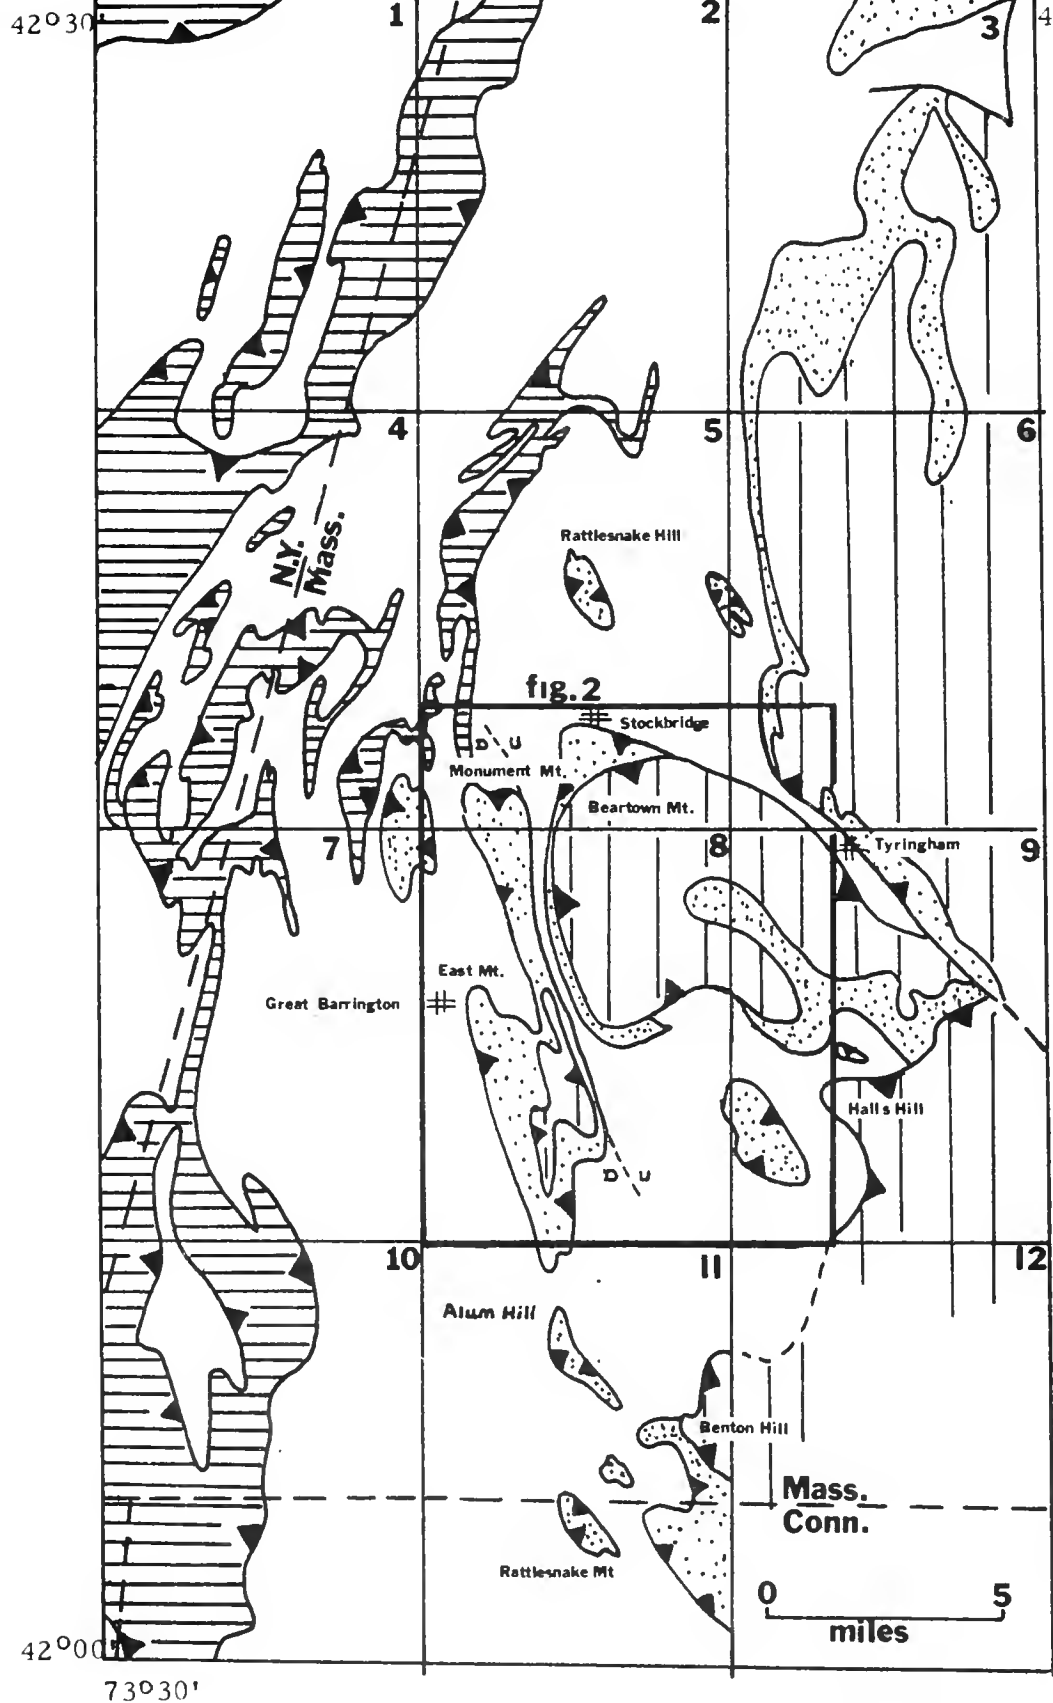 42°30
1
2
3
4
4
5
6
N.Y.
Mass.
Rattlesnake Hill
fig.2
Stockbridge
D U
Monument Mt.
Beartown Mt.
7
8
9
Tyringham
East Mt.
Great Barrington
Halls Hill
D U
10
11
12
Alum Hill
Benton Hill
Mass.
Conn.
Rattlesnake Mt
0 5
miles
42°00
73°30'